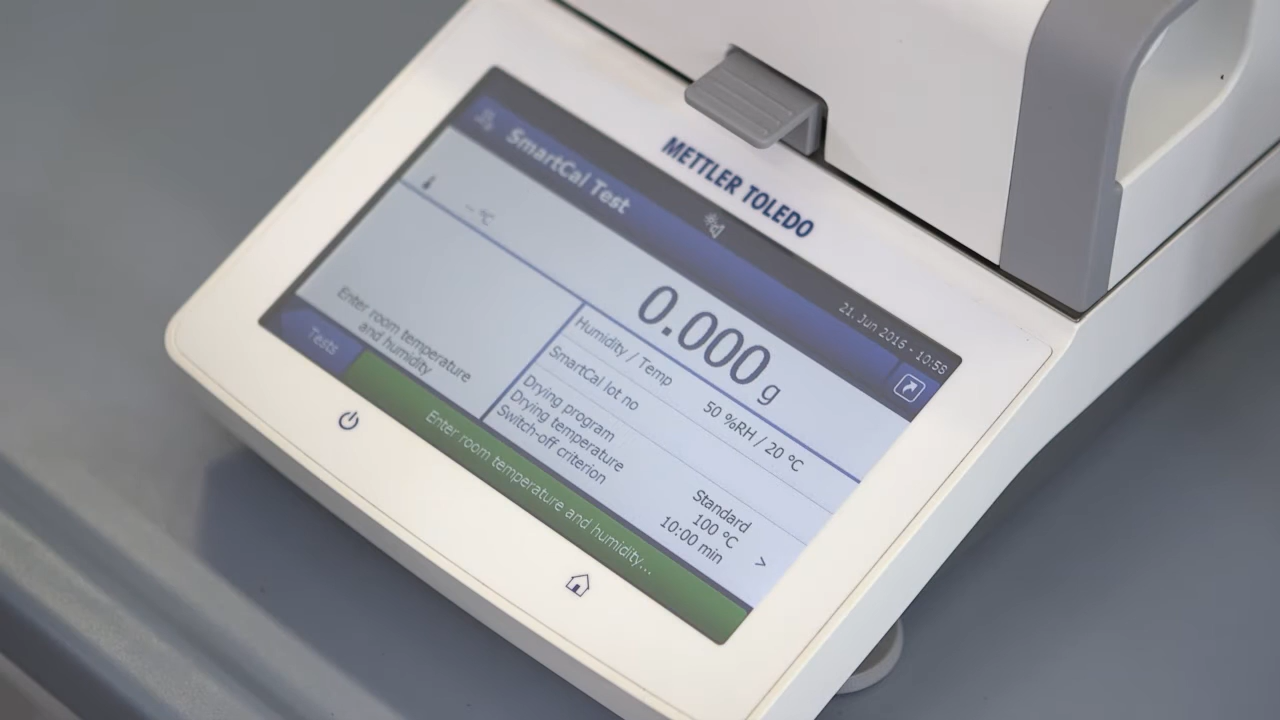 METTLER TOLEDO
21. Jun 2016 - 10:58
SmartCal Test
-- °C
0.000 g
Enter room temperature
and humidity
Humidity / Temp 50 %RH / 20 °C
SmartCal lot no
Drying program Standard
Drying temperature 100 °C
Switch-off criterion 10:00 min
>
Tests
Enter room temperature and humidity...